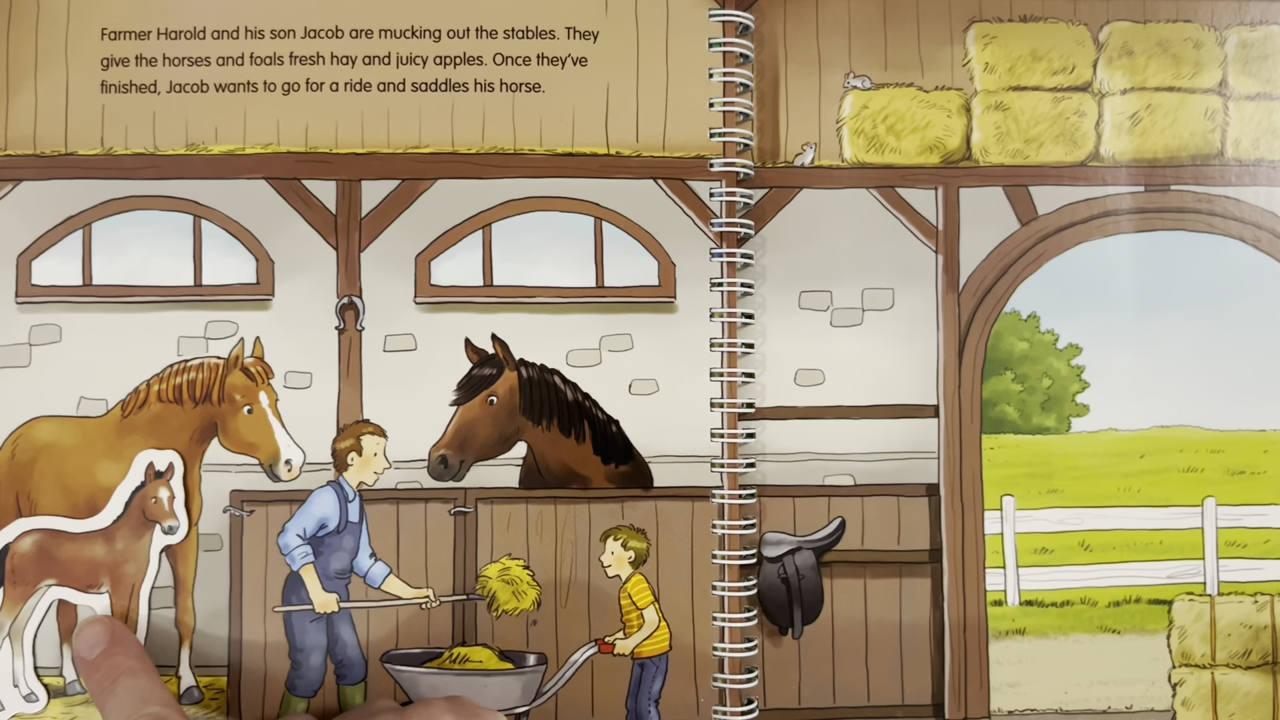 Farmer Harold and his son Jacob are mucking out the stables. They
give the horses and foals fresh hay and juicy apples. Once they've
finished, Jacob wants to go for a ride and saddles his horse.